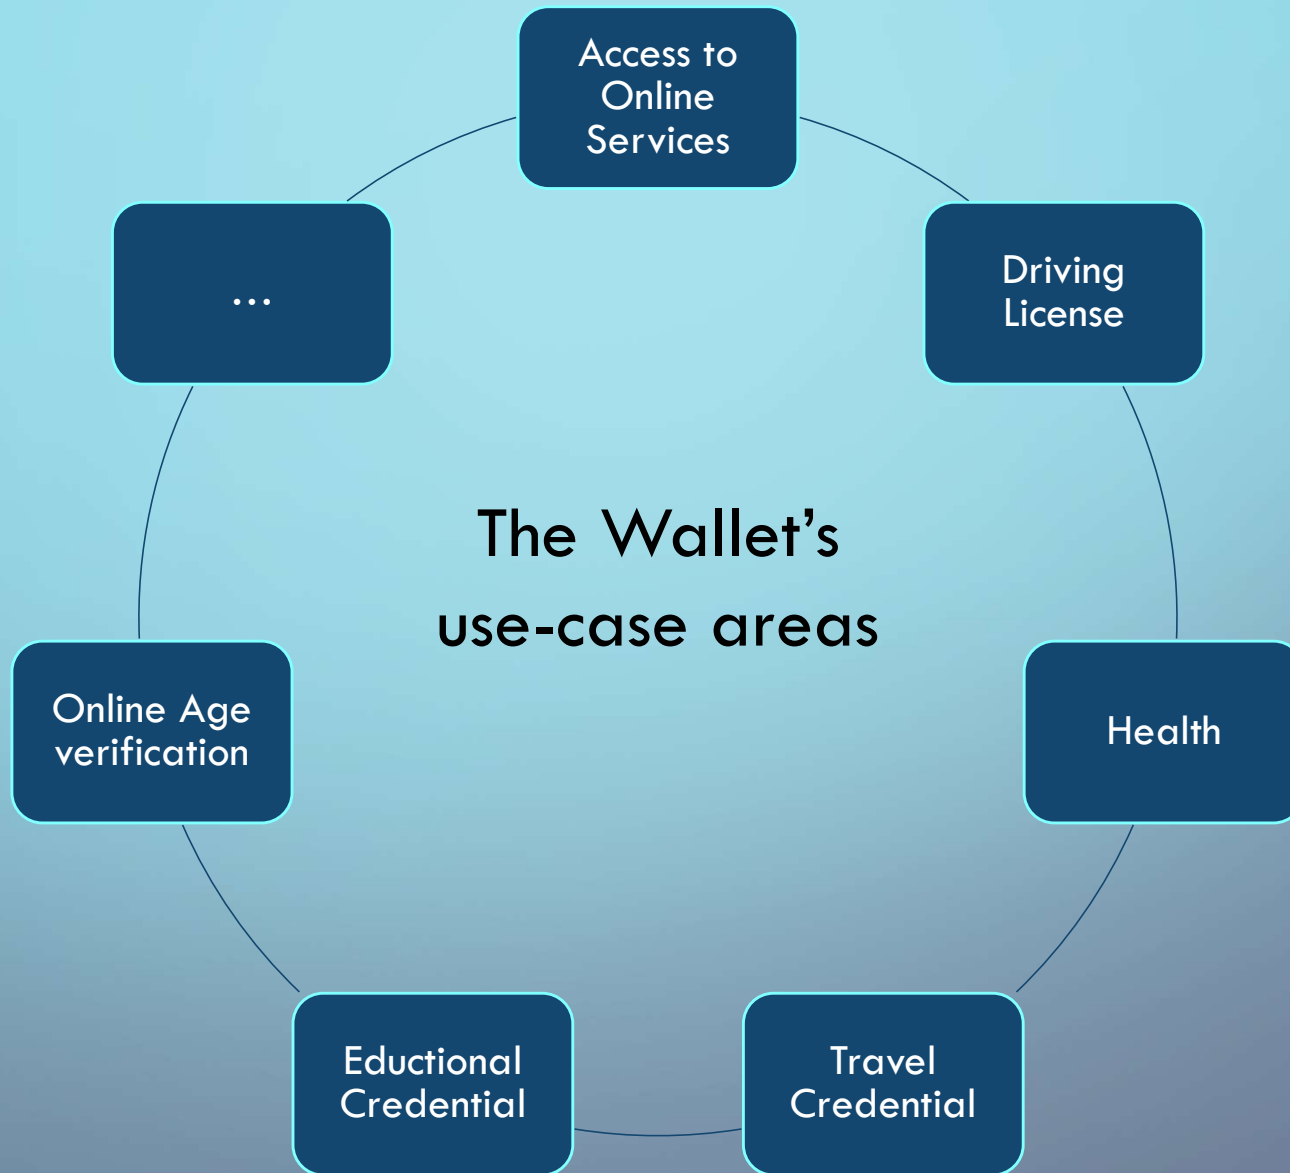 Access to
Online
Services
...
Driving
License
The Wallet's
use-case areas
Online Age
verification
Health
Eductional
Credential
Travel
Credential